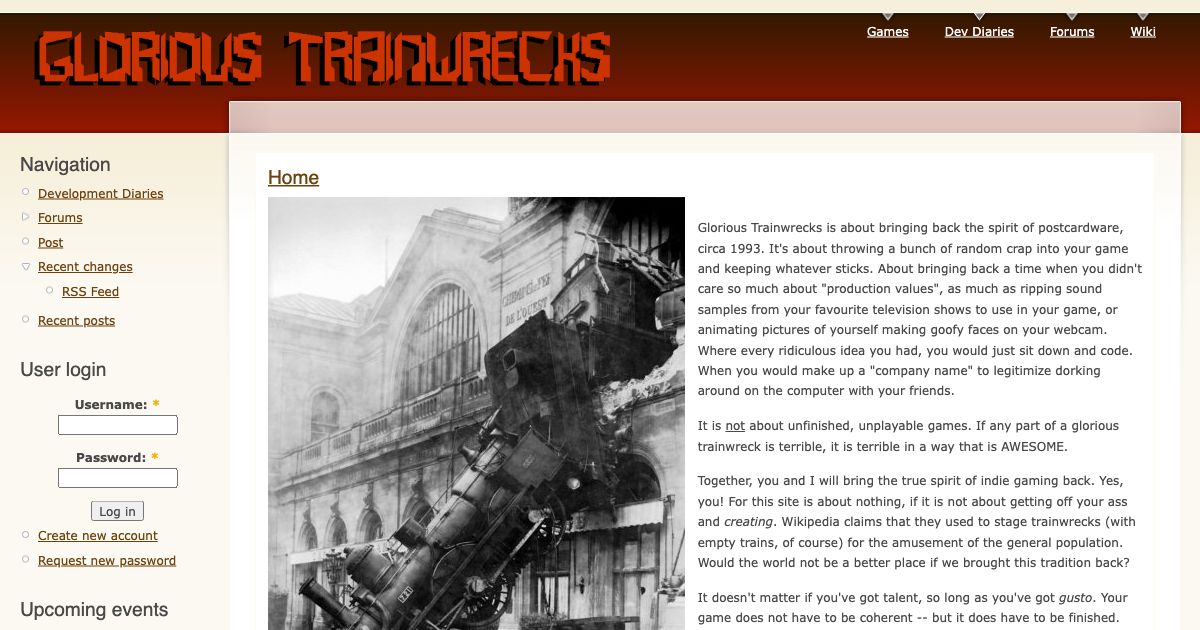 GLORIOUS TRAINWRECKS
Games
Dev Diaries
Forums
Wiki
Navigation
Development Diaries
Forums
Post
Recent changes
RSS Feed
Recent posts
User login
Username: *
Password: *
Log in
Create new account
Request new password
Upcoming events
Home
CHEMINS DE FER
DE L'OUEST
Glorious Trainwrecks is about bringing back the spirit of postcardware,
circa 1993. It's about throwing a bunch of random crap into your game
and keeping whatever sticks. About bringing back a time when you didn't
care so much about "production values", as much as ripping sound
samples from your favourite television shows to use in your game, or
animating pictures of yourself making goofy faces on your webcam.
Where every ridiculous idea you had, you would just sit down and code.
When you would make up a "company name" to legitimize dorking
around on the computer with your friends.
It is not about unfinished, unplayable games. If any part of a glorious
trainwreck is terrible, it is terrible in a way that is AWESOME.
Together, you and I will bring the true spirit of indie gaming back. Yes,
you! For this site is about nothing, if it is not about getting off your ass
and creating. Wikipedia claims that they used to stage trainwrecks (with
empty trains, of course) for the amusement of the general population.
Would the world not be a better place if we brought this tradition back?
It doesn't matter if you've got talent, so long as you've got gusto. Your
game does not have to be coherent -- but it does have to be finished.